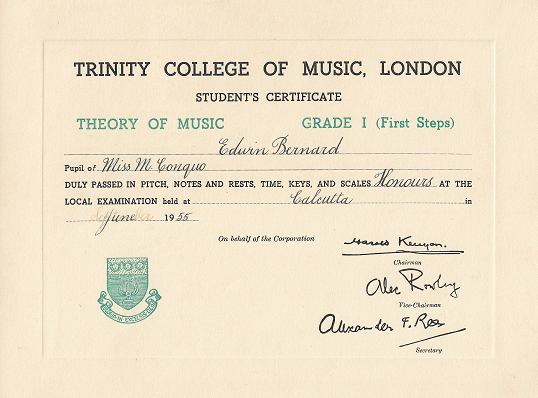 TRINITY COLLEGE OF MUSIC, LONDON
STUDENT'S CERTIFICATE
THEORY OF MUSIC GRADE I (First Steps)
Edwin Bernard
Pupil of Miss M. Conquo
DULY PASSED IN PITCH, NOTES AND RESTS, TIME, KEYS, AND SCALES Honours AT THE
LOCAL EXAMINATION held at Calcutta in
June 1955
On behalf of the Corporation
Chairman
Alec Rowley
Vice-Chairman
Alexander F. Rees
Secretary